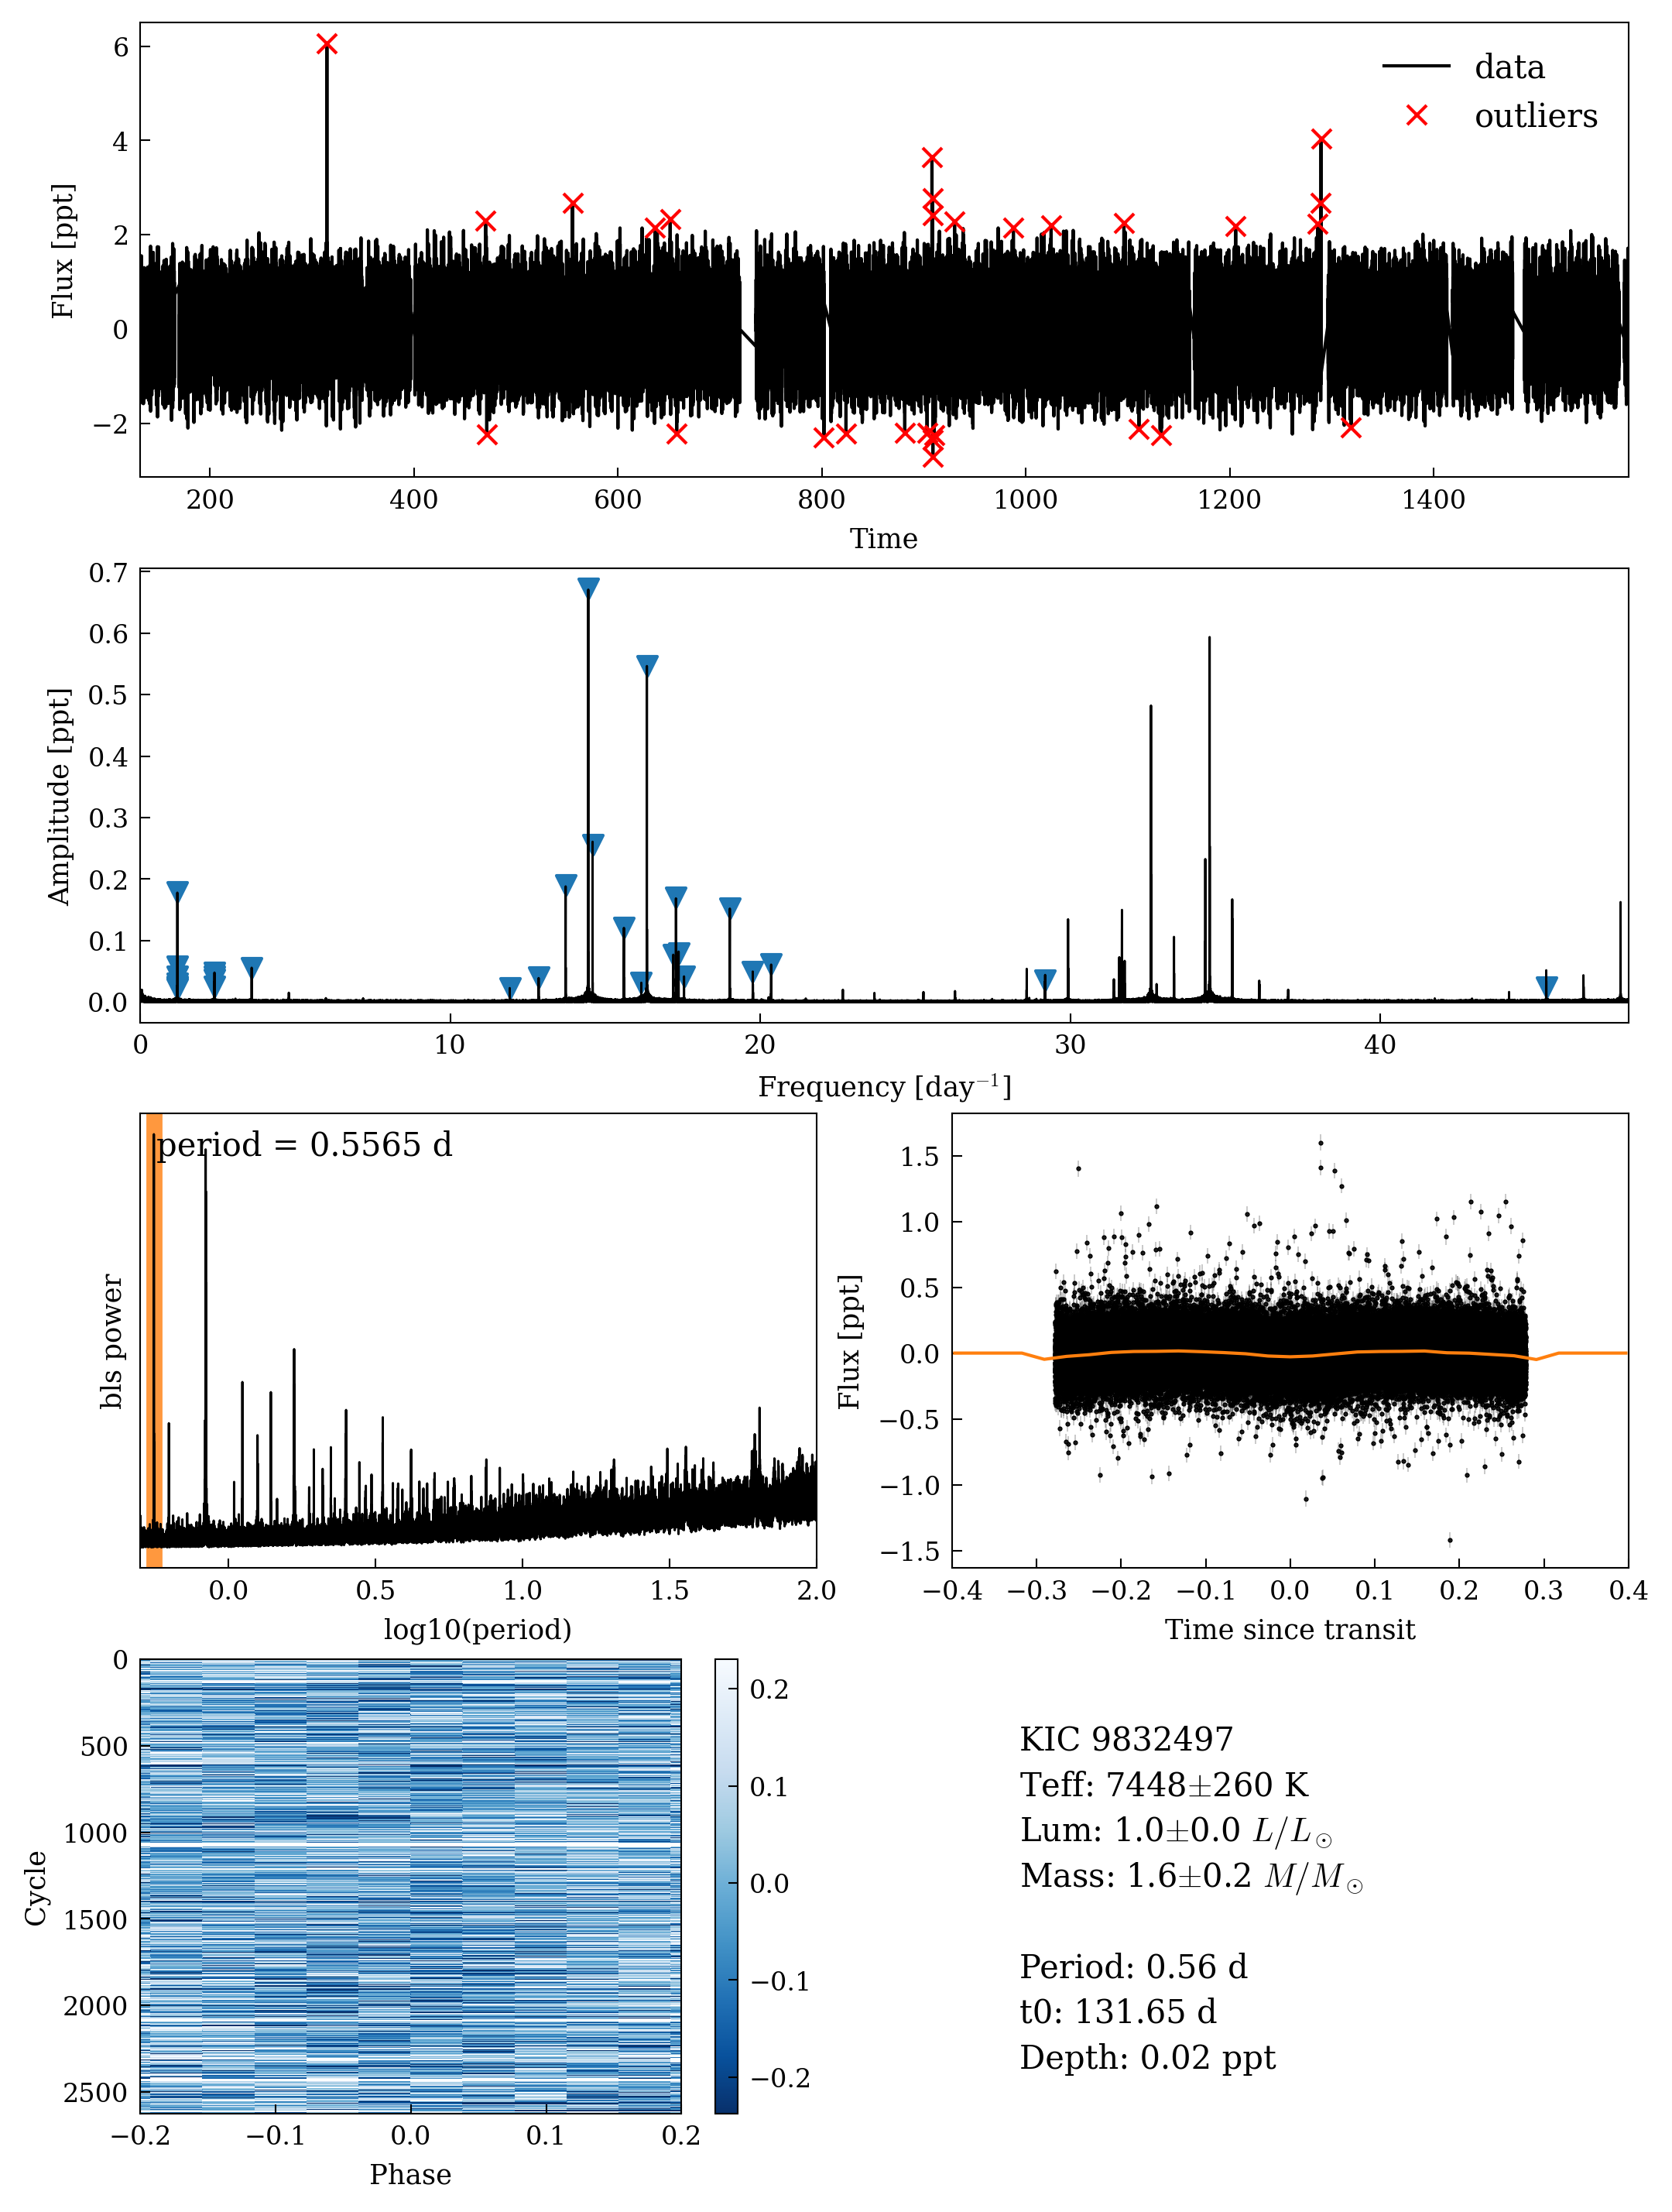 6
4
2
0
−2
Flux [ppt]
data
outliers
200 400 600 800 1000 1200 1400
Time
0.7
0.6
0.5
0.4
0.3
0.2
0.1
0.0
Amplitude [ppt]
0 10 20 30 40
Frequency [day⁻¹]
period = 0.5565 d
bls power
0.0 0.5 1.0 1.5 2.0
log10(period)
1.5
1.0
0.5
0.0
−0.5
−1.0
−1.5
Flux [ppt]
−0.4 −0.3 −0.2 −0.1 0.0 0.1 0.2 0.3 0.4
Time since transit
0
500
1000
1500
2000
2500
Cycle
−0.2 −0.1 0.0 0.1 0.2
Phase
0.2
0.1
0.0
−0.1
−0.2
KIC 9832497
Teff: 7448±260 K
Lum: 1.0±0.0 L/L⊙
Mass: 1.6±0.2 M/M⊙
Period: 0.56 d
t0: 131.65 d
Depth: 0.02 ppt